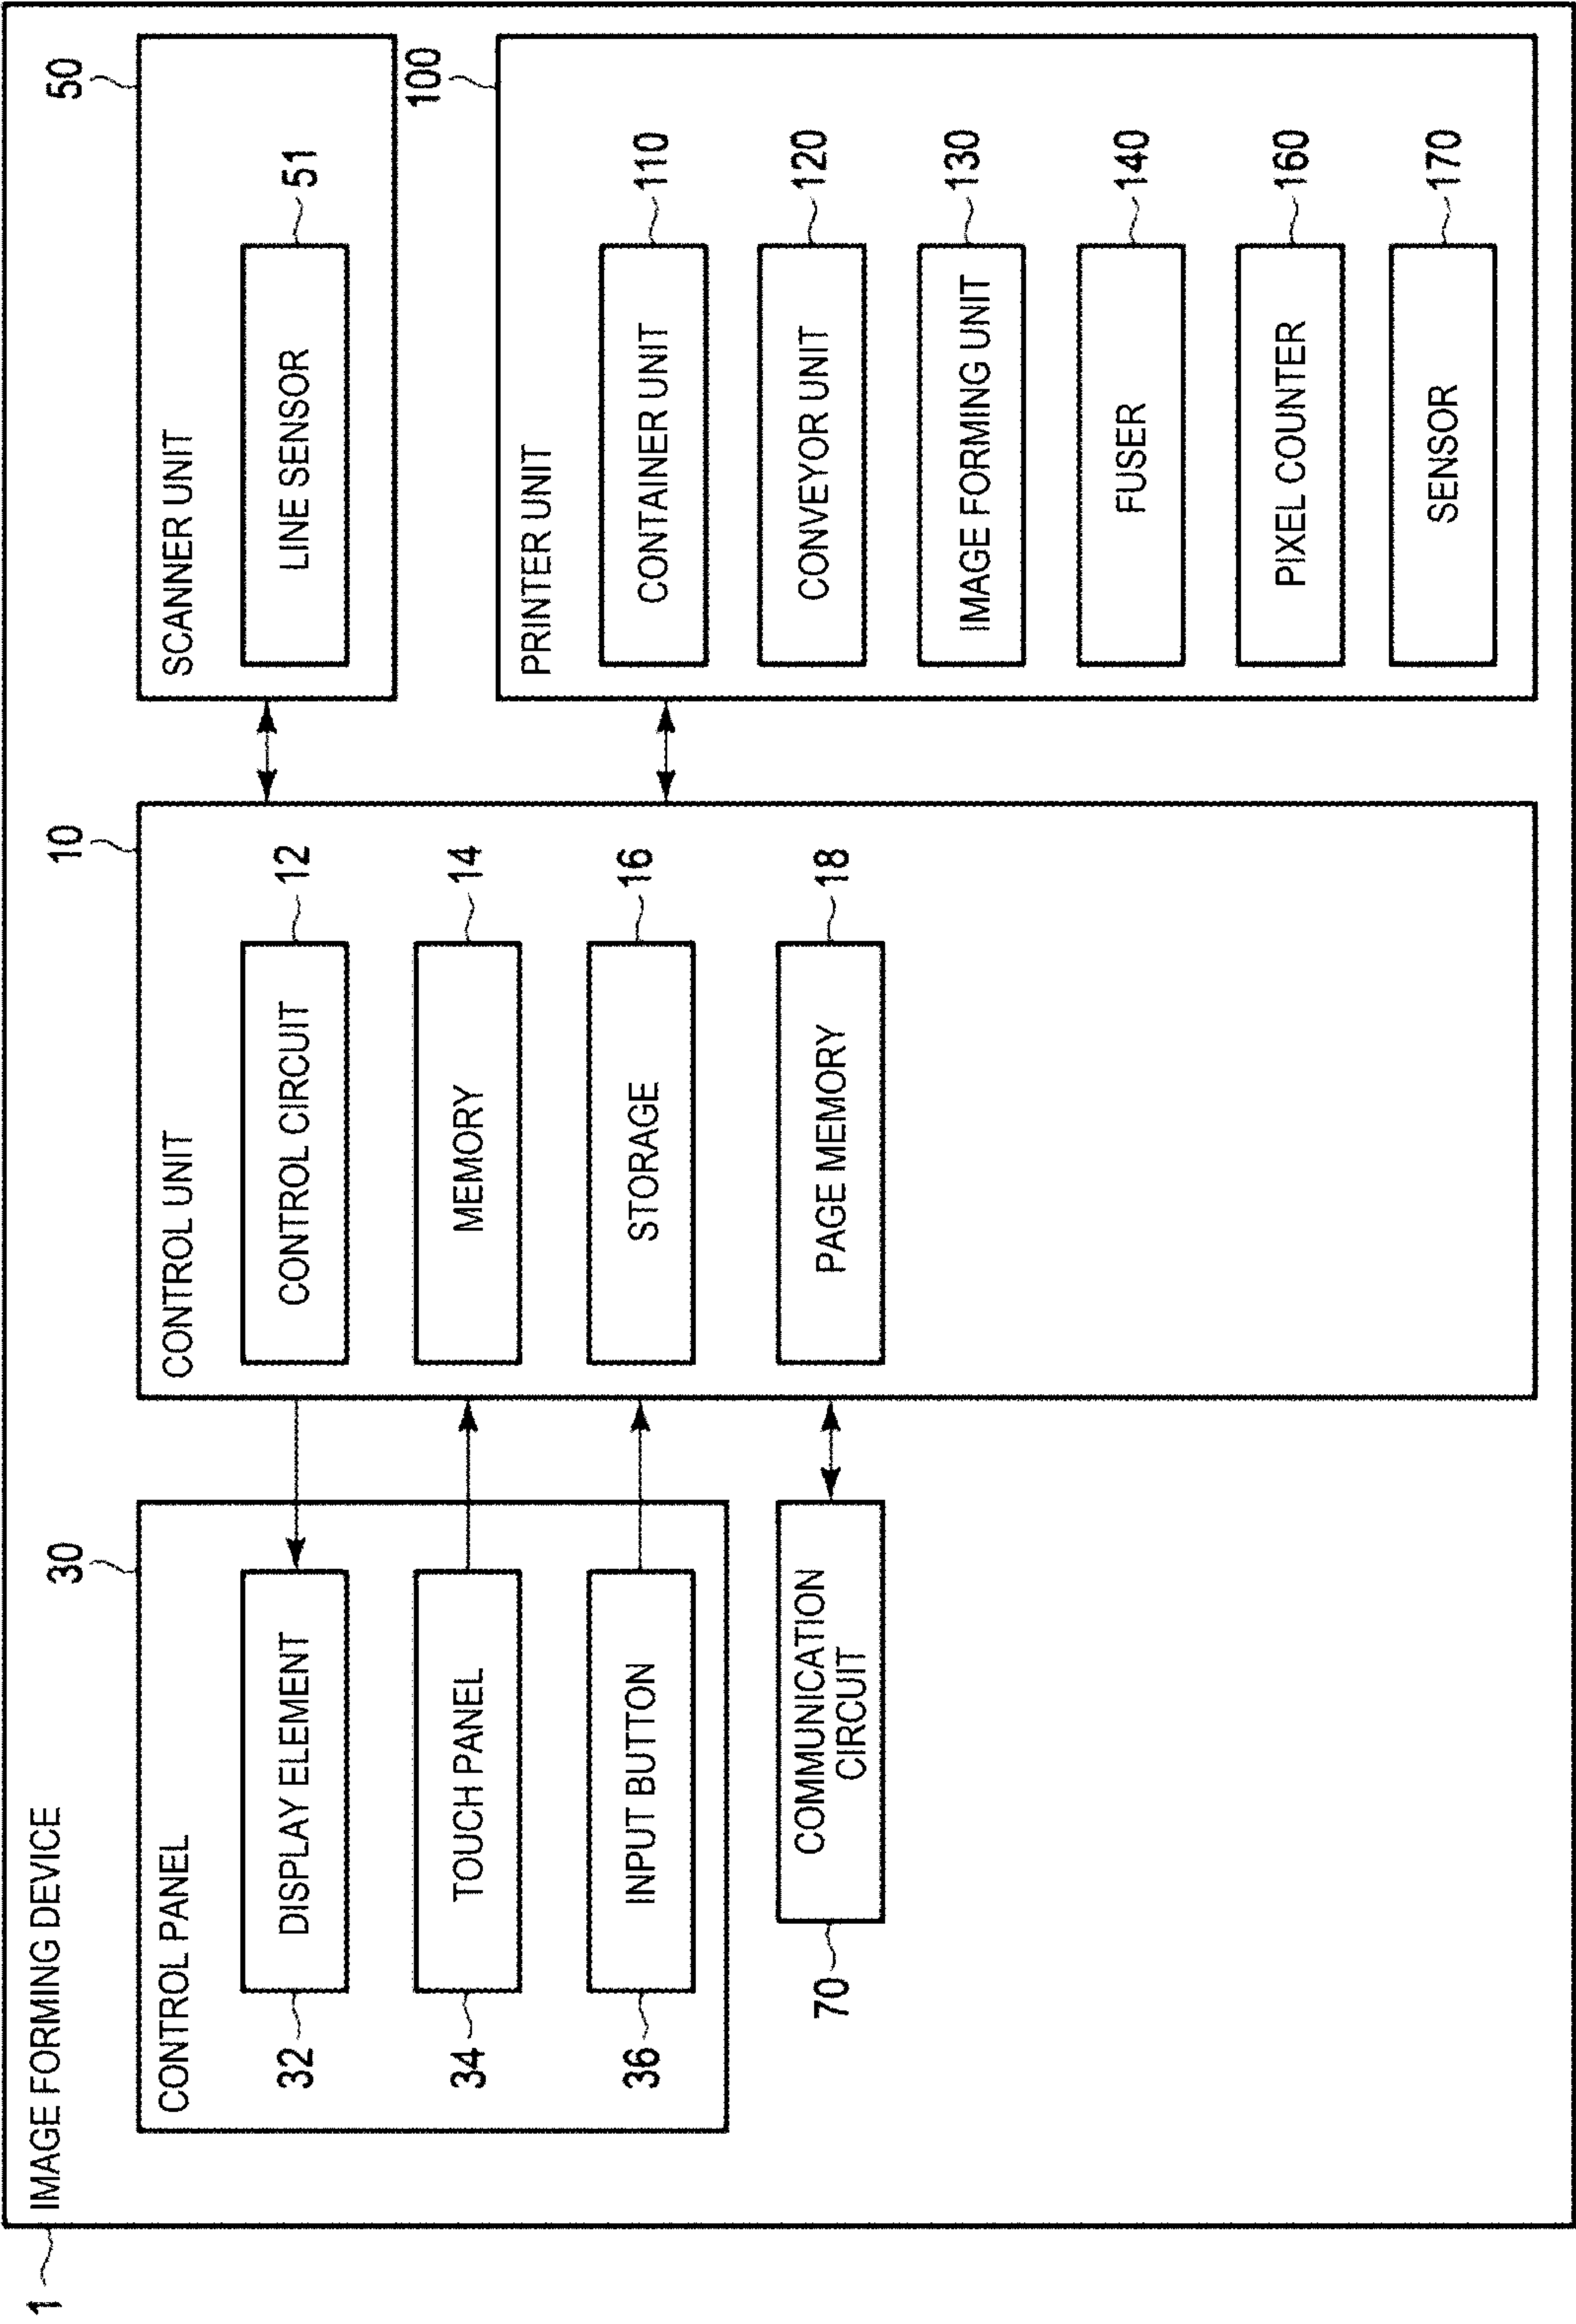 1
IMAGE FORMING DEVICE
30
CONTROL PANEL
32
DISPLAY ELEMENT
34
TOUCH PANEL
36
INPUT BUTTON
70
COMMUNICATION
CIRCUIT
10
CONTROL UNIT
CONTROL CIRCUIT
12
MEMORY
14
STORAGE
16
PAGE MEMORY
18
50
SCANNER UNIT
LINE SENSOR
51
100
PRINTER UNIT
CONTAINER UNIT
110
CONVEYOR UNIT
120
IMAGE FORMING UNIT
130
FUSER
140
PIXEL COUNTER
160
SENSOR
170